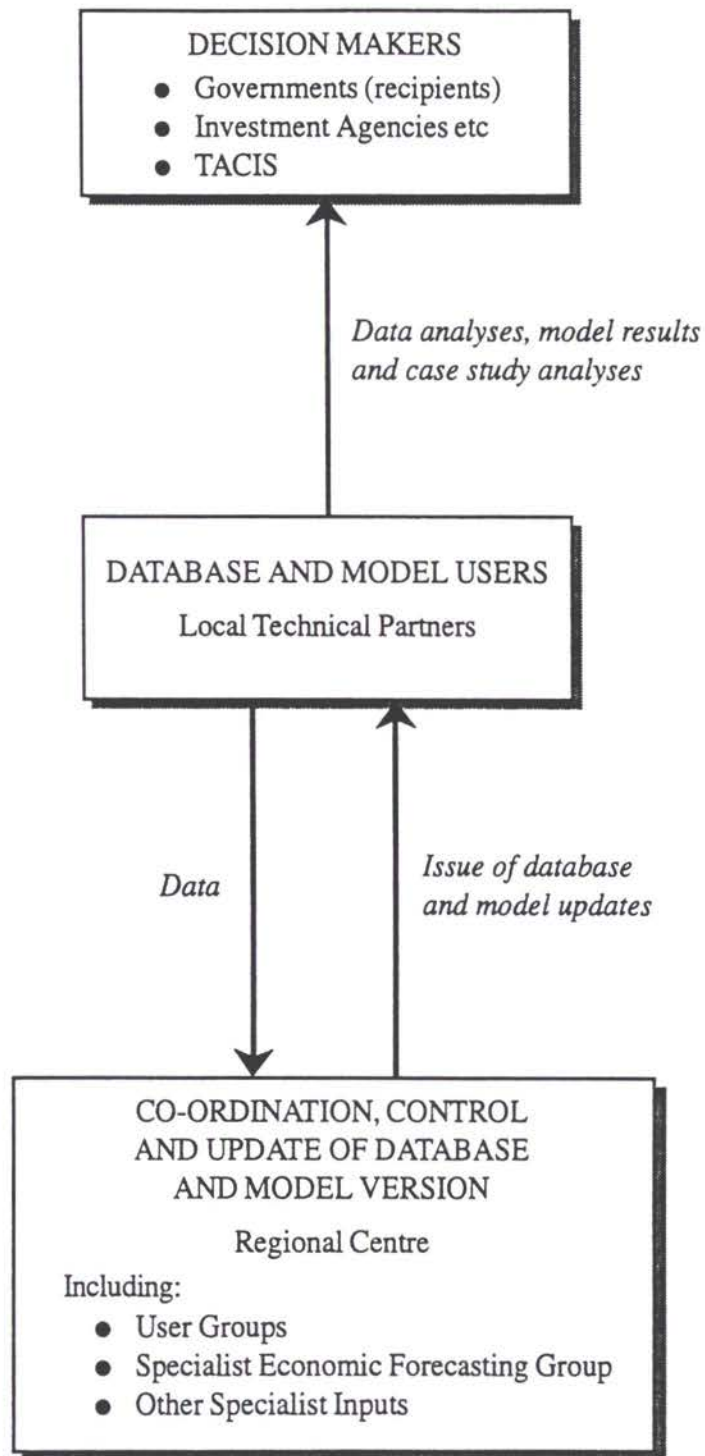 DECISION MAKERS
● Governments (recipients)
● Investment Agencies etc
● TACIS
Data analyses, model results
and case study analyses
DATABASE AND MODEL USERS
Local Technical Partners
Data
Issue of database
and model updates
CO-ORDINATION, CONTROL
AND UPDATE OF DATABASE
AND MODEL VERSION
Regional Centre
Including:
● User Groups
● Specialist Economic Forecasting Group
● Other Specialist Inputs